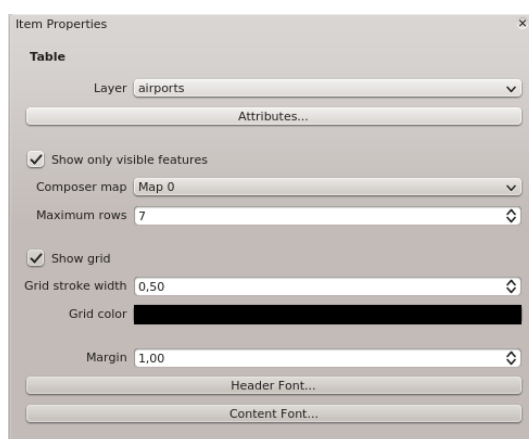 Item Properties
Table
Layer airports
Attributes...
Show only visible features
Composer map Map 0
Maximum rows 7
Show grid
Grid stroke width 0,50
Grid color
Margin 1,00
Header Font...
Content Font...